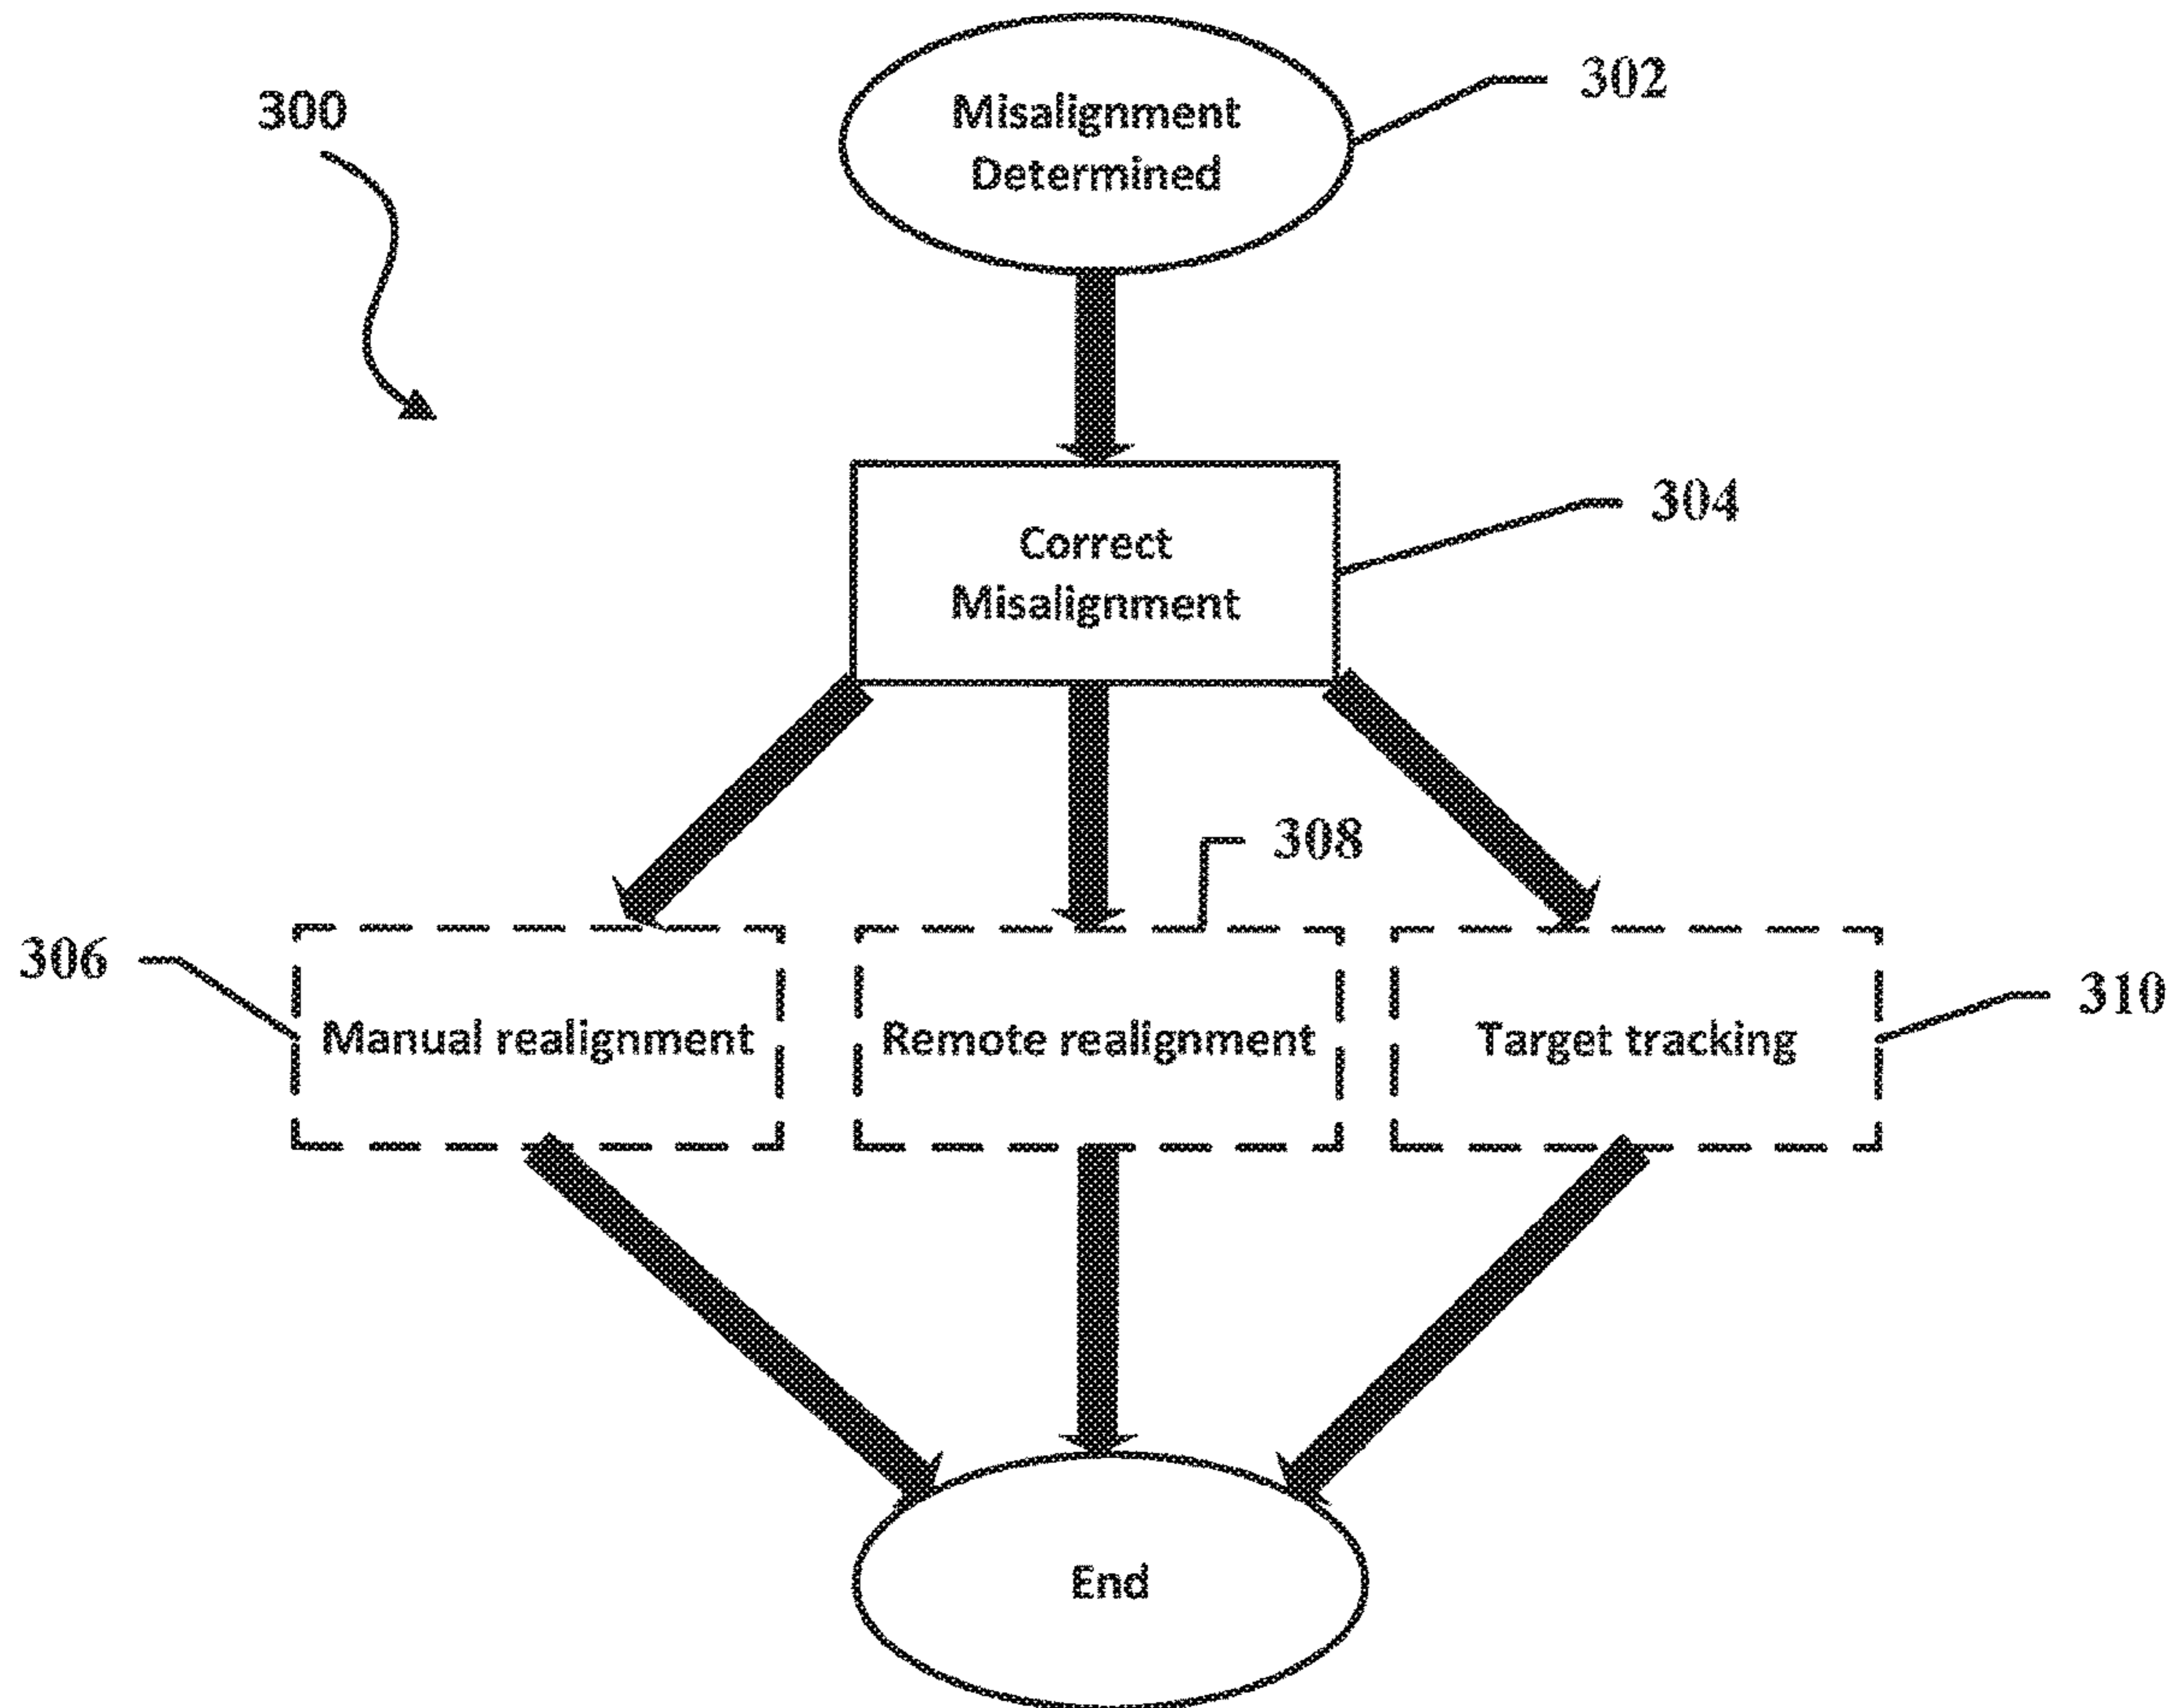 302
Misalignment
Determined
300
304
Correct
Misalignment
308
306
310
Manual realignment
Remote realignment
Target tracking
End